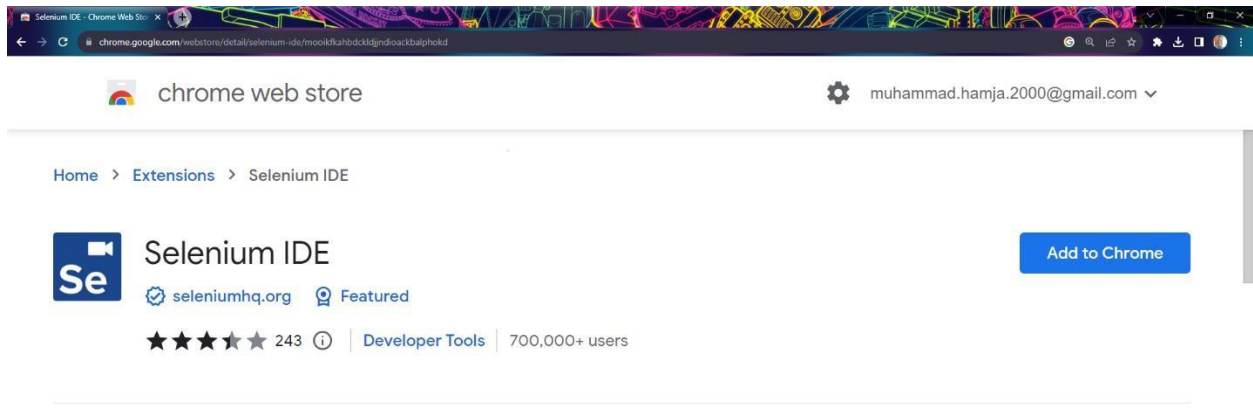 Selenium IDE - Chrome Web Sto
chrome.google.com/webstore/detail/selenium-ide/mooikfkahbdckldjjndioackbalphokd
chrome web store
muhammad.hamja.2000@gmail.com
Home > Extensions > Selenium IDE
Se
Selenium IDE
Add to Chrome
seleniumhq.org Featured
243 Developer Tools 700,000+ users